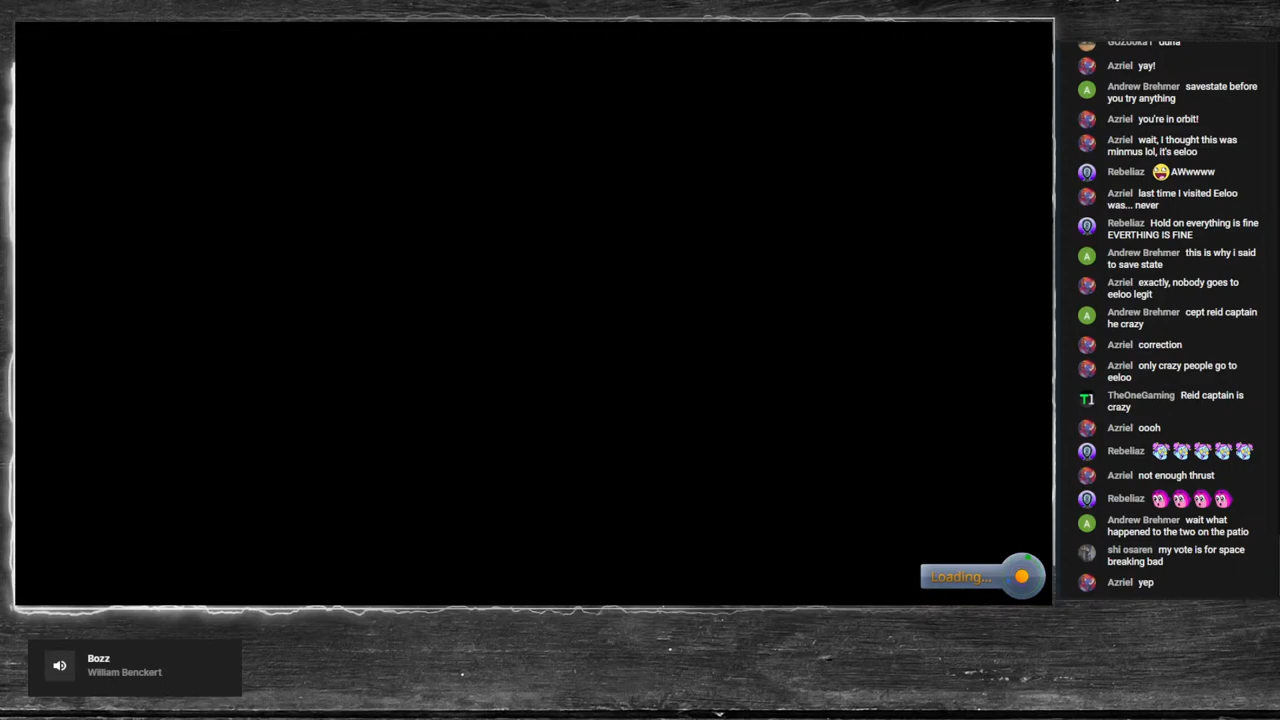 Azriel yay!
Andrew Brehmer savestate before
you try anything
Azriel you're in orbit!
Azriel wait, I thought this was
minmus lol, it's eeloo
Rebeliaz AWwwww
Azriel last time I visited Eeloo
was... never
Rebeliaz Hold on everything is fine
EVERTHING IS FINE
Andrew Brehmer this is why i said
to save state
Azriel exactly, nobody goes to
eeloo legit
Andrew Brehmer cept reid captain
he crazy
Azriel correction
Azriel only crazy people go to
eeloo
T1 TheOneGaming Reid captain is
crazy
Azriel oooh
Rebeliaz
Azriel not enough thrust
Rebeliaz
Andrew Brehmer wait what
happened to the two on the patio
shi osaren my vote is for space
breaking bad
Azriel yep
Loading...
Bozz
William Benckert